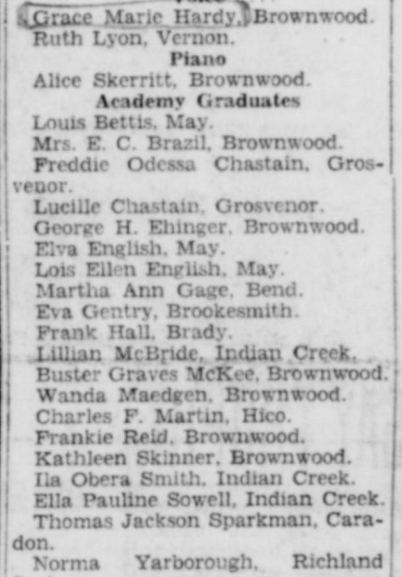 Grace Marie Hardy, Brownwood.
Ruth Lyon, Vernon.
Piano
Alice Skerritt, Brownwood.
Academy Graduates
Louis Bettis, May.
Mrs. E. C. Brazil, Brownwood.
Freddie Odessa Chastain, Gros-
venor.
Lucille Chastain, Grosvenor.
George H. Ehinger, Brownwood.
Elva English, May.
Lois Ellen English, May.
Martha Ann Gage, Bend.
Eva Gentry, Brookesmith.
Frank Hall, Brady.
Lillian McBride, Indian Creek.
Buster Graves McKee, Brownwood.
Wanda Maedgen, Brownwood.
Charles F. Martin, Hico.
Frankie Reid, Brownwood.
Kathleen Skinner, Brownwood.
Ila Obera Smith, Indian Creek.
Ella Pauline Sowell, Indian Creek.
Thomas Jackson Sparkman, Cara-
don.
Norma Yarborough, Richland